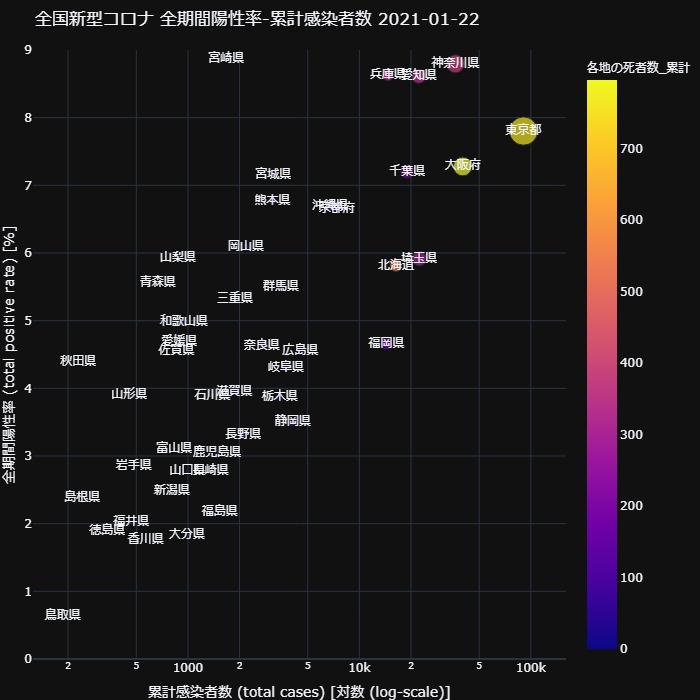 全国新型コロナ 全期間陽性率-累計感染者数 2021-01-22
各地の死者数_累計
9
宮崎県
神奈川県
兵庫県
愛知県
8
東京都
700
大阪府
千葉県
宮城県
7
熊本県
沖縄県
京都府
600
岡山県
6
山梨県
埼玉県
北海道
青森県
群馬県
三重県
500
5
和歌山県
愛媛県
佐賀県
奈良県
広島県
福岡県
秋田県
岐阜県
400
4
山形県
石川県
滋賀県
栃木県
静岡県
長野県
300
3
富山県
鹿児島県
岩手県
山口県
長崎県
新潟県
島根県
福島県
200
2
福井県
徳島県
香川県
大分県
100
1
鳥取県
0
0
全期間陽性率 (total positive rate) [%]
2 5 1000 2 5 10k 2 5 100k
累計感染者数 (total cases) [対数 (log-scale)]